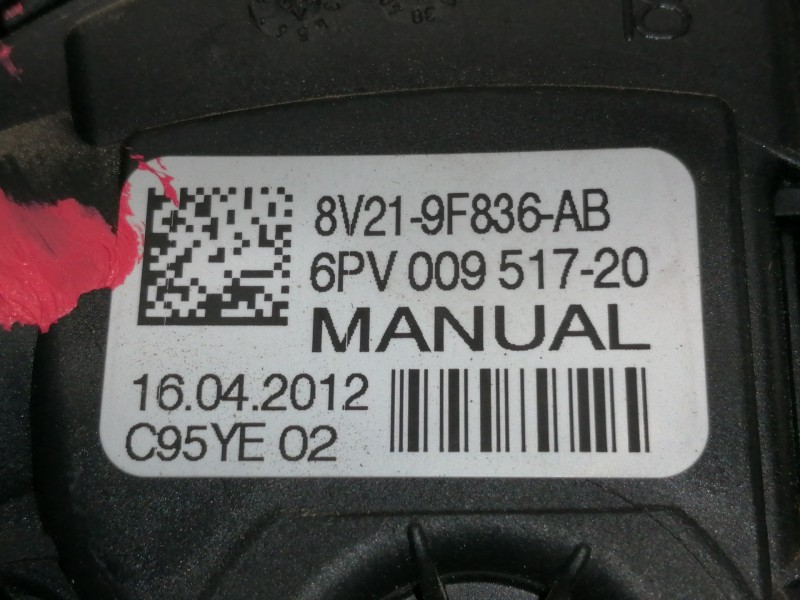 8V21-9F836-AB
6PV 009 517-20
MANUAL
16.04.2012
C95YE 02